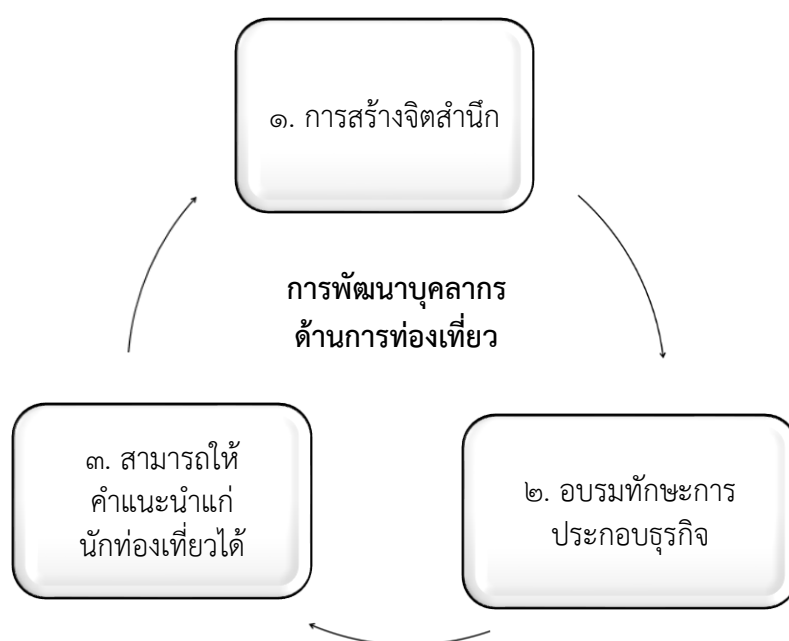 ๑. การสร้างจิตสำนึก
การพัฒนาบุคลากร
ด้านการท่องเที่ยว
๓. สามารถให้
คำแนะนำแก่
นักท่องเที่ยวได้
๒. อบรมทักษะการ
ประกอบธุรกิจ